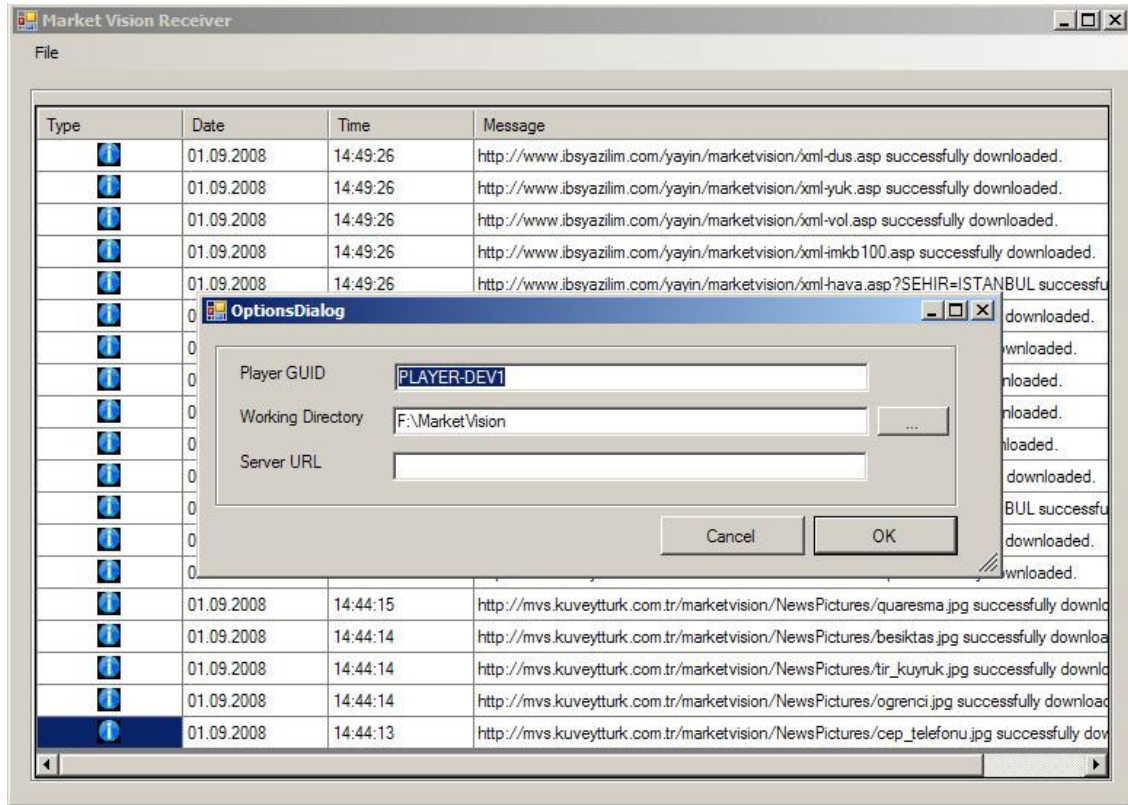 Market Vision Receiver
File
Type Date Time Message
01.09.2008 14:49:26 http://www.ibsyazilim.com/yayin/marketvision/xml-dus.asp successfully downloaded.
01.09.2008 14:49:26 http://www.ibsyazilim.com/yayin/marketvision/xml-yuk.asp successfully downloaded.
01.09.2008 14:49:26 http://www.ibsyazilim.com/yayin/marketvision/xml-vol.asp successfully downloaded.
01.09.2008 14:49:26 http://www.ibsyazilim.com/yayin/marketvision/xml-imkb100.asp successfully downloaded.
01.09.2008 14:49:26 http://www.ibsyazilim.com/yayin/marketvision/xml-hava.asp?SEHIR=ISTANBUL successfu
0 OptionsDialog downloaded.
0 wnloaded.
0 Player GUID PLAYER-DEV1 nloaded.
0 Working Directory F:\MarketVision ... nloaded.
0 Server URL loaded.
0 downloaded.
0 BUL successfu
0 Cancel OK downloaded.
0 wnloaded.
01.09.2008 14:44:15 http://mvs.kuveytturk.com.tr/marketvision/NewsPictures/quaresma.jpg successfully downlo
01.09.2008 14:44:14 http://mvs.kuveytturk.com.tr/marketvision/NewsPictures/besiktas.jpg successfully downloa
01.09.2008 14:44:14 http://mvs.kuveytturk.com.tr/marketvision/NewsPictures/tir_kuyruk.jpg successfully downlo
01.09.2008 14:44:14 http://mvs.kuveytturk.com.tr/marketvision/NewsPictures/ogrenci.jpg successfully downloac
01.09.2008 14:44:13 http://mvs.kuveytturk.com.tr/marketvision/NewsPictures/cep_telefonu.jpg successfully dow